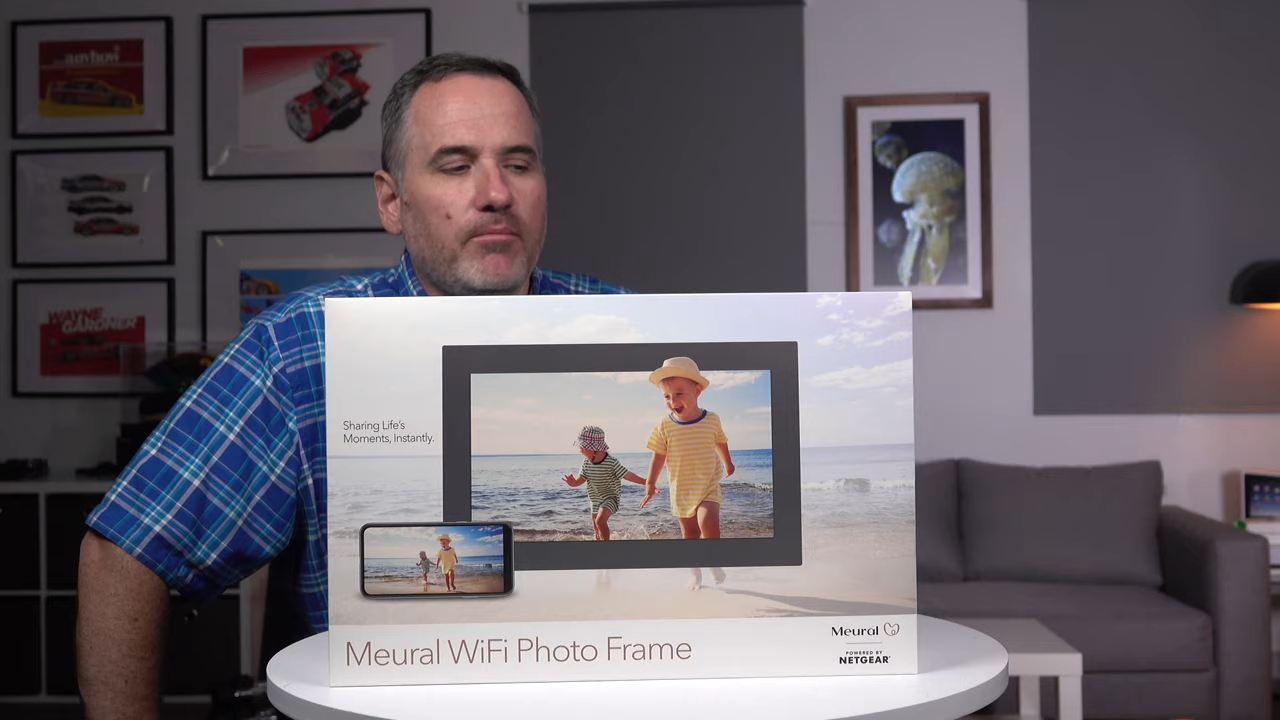 WAYNE
GARDNER
Sharing Life's
Moments, Instantly.
Meural WiFi Photo Frame
Meural
POWERED BY
NETGEAR